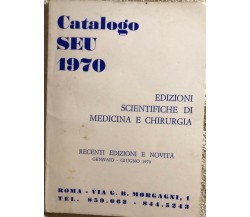 Catalogo
SEU
1970
EDIZIONI
SCIENTIFICHE DI
MEDICINA E CHIRURGIA
RECENTI EDIZIONI E NOVITÀ
GENNAIO - GIUGNO 1970
ROMA - VIA G. B. MORGAGNI, 1
TEL. 859.063 - 844.5243